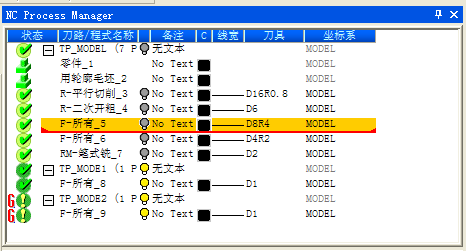 NC Process Manager
状态 刀路/程式名称 备注 C 线宽 刀具 坐标系
TP_MODEL (7 P 无文本 MODEL
零件_1 No Text MODEL
用轮廓毛坯_2 No Text MODEL
R-平行切削_3 No Text D16R0.8 MODEL
R-二次开粗_4 No Text D6 MODEL
F-所有_5 No Text D8R4 MODEL
F-所有_6 No Text D4R2 MODEL
RM-笔式铣_7 No Text D2 MODEL
TP_MODE1 (1 P 无文本 MODEL
F-所有_8 No Text D1 MODEL
G TP_MODE2 (1 P 无文本 MODEL
G F-所有_9 No Text D1 MODEL